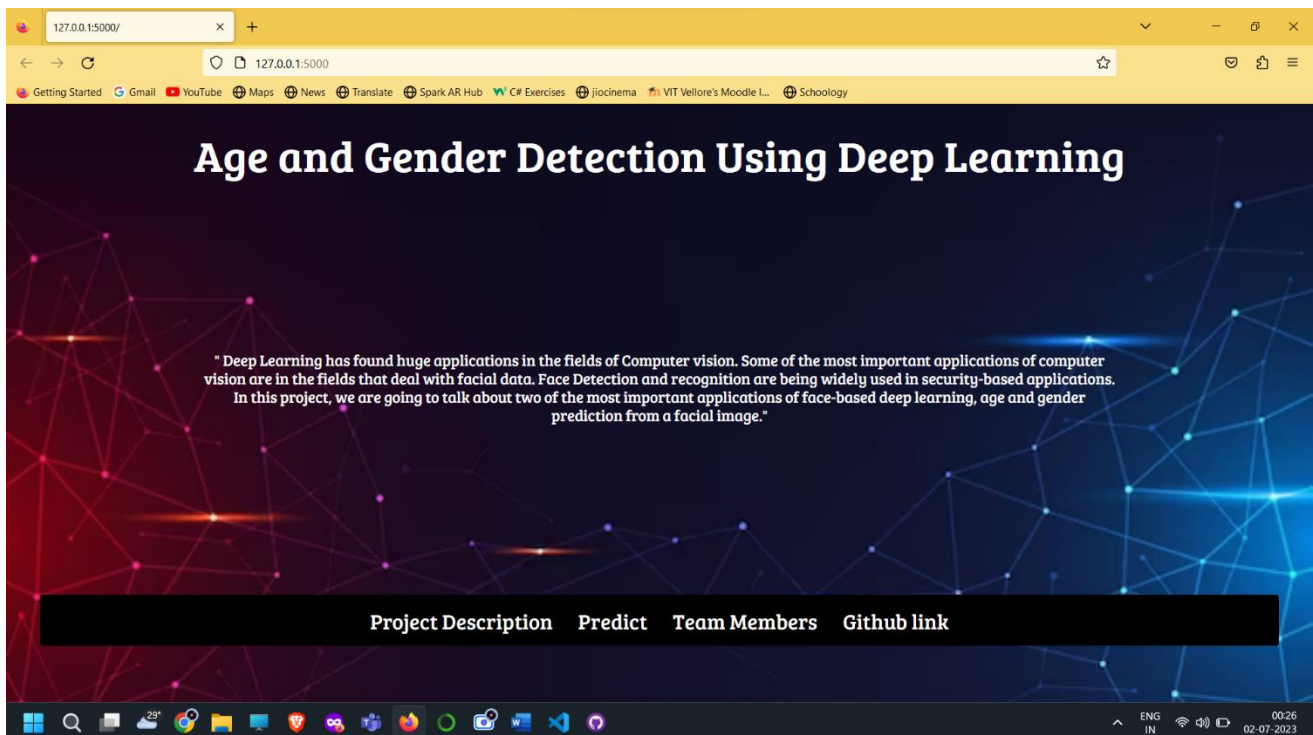 127.0.0.1:5000/
127.0.0.1:5000
Getting Started Gmail YouTube Maps News Translate Spark AR Hub C# Exercises jiocinema VIT Vellore's Moodle l... Schoology
Age and Gender Detection Using Deep Learning
" Deep Learning has found huge applications in the fields of Computer vision. Some of the most important applications of computer
vision are in the fields that deal with facial data. Face Detection and recognition are being widely used in security-based applications.
In this project, we are going to talk about two of the most important applications of face-based deep learning, age and gender
prediction from a facial image."
Project Description Predict Team Members Github link
29°
ENG
IN
00:26
02-07-2023